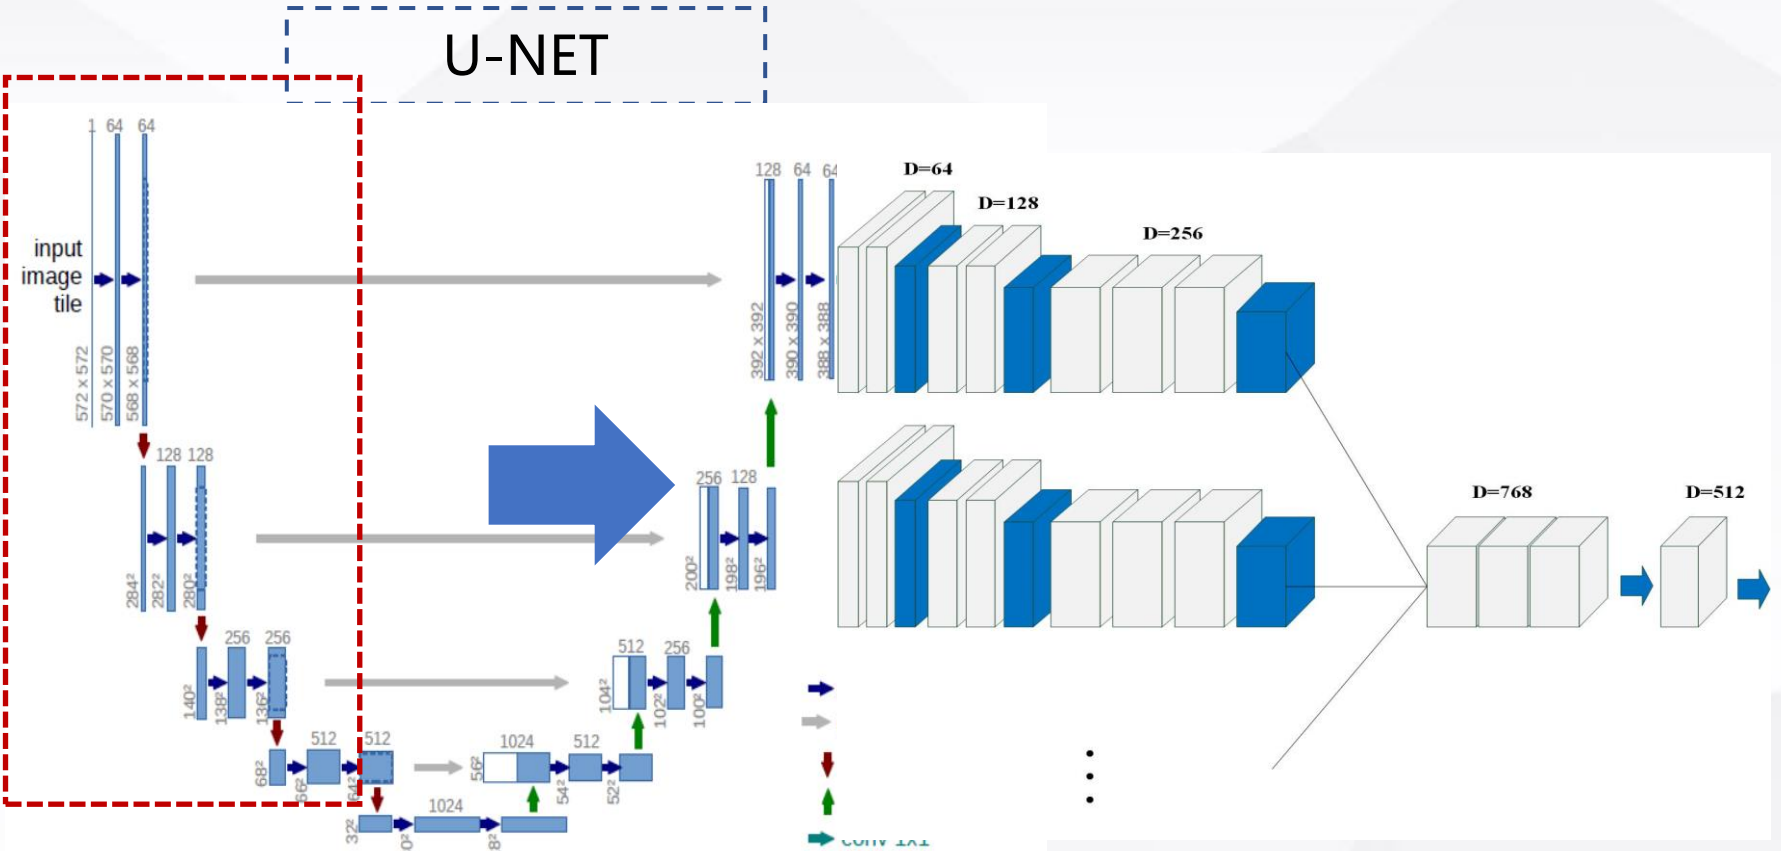 U-NET
1 64 64
input
image
tile
572 x 572
570 x 570
568 x 568
128 128
284²
282²
280²
256 256
140²
138²
136²
512 512
68²
66²
64²
1024
32²
128 64 64
392 x 392
390 x 390
388 x 388
256 128
200²
198²
196²
512 256
104²
102²
100²
1024 512
56²
54²
52²
conv 1x1
D=64
D=128
D=256
D=768
D=512